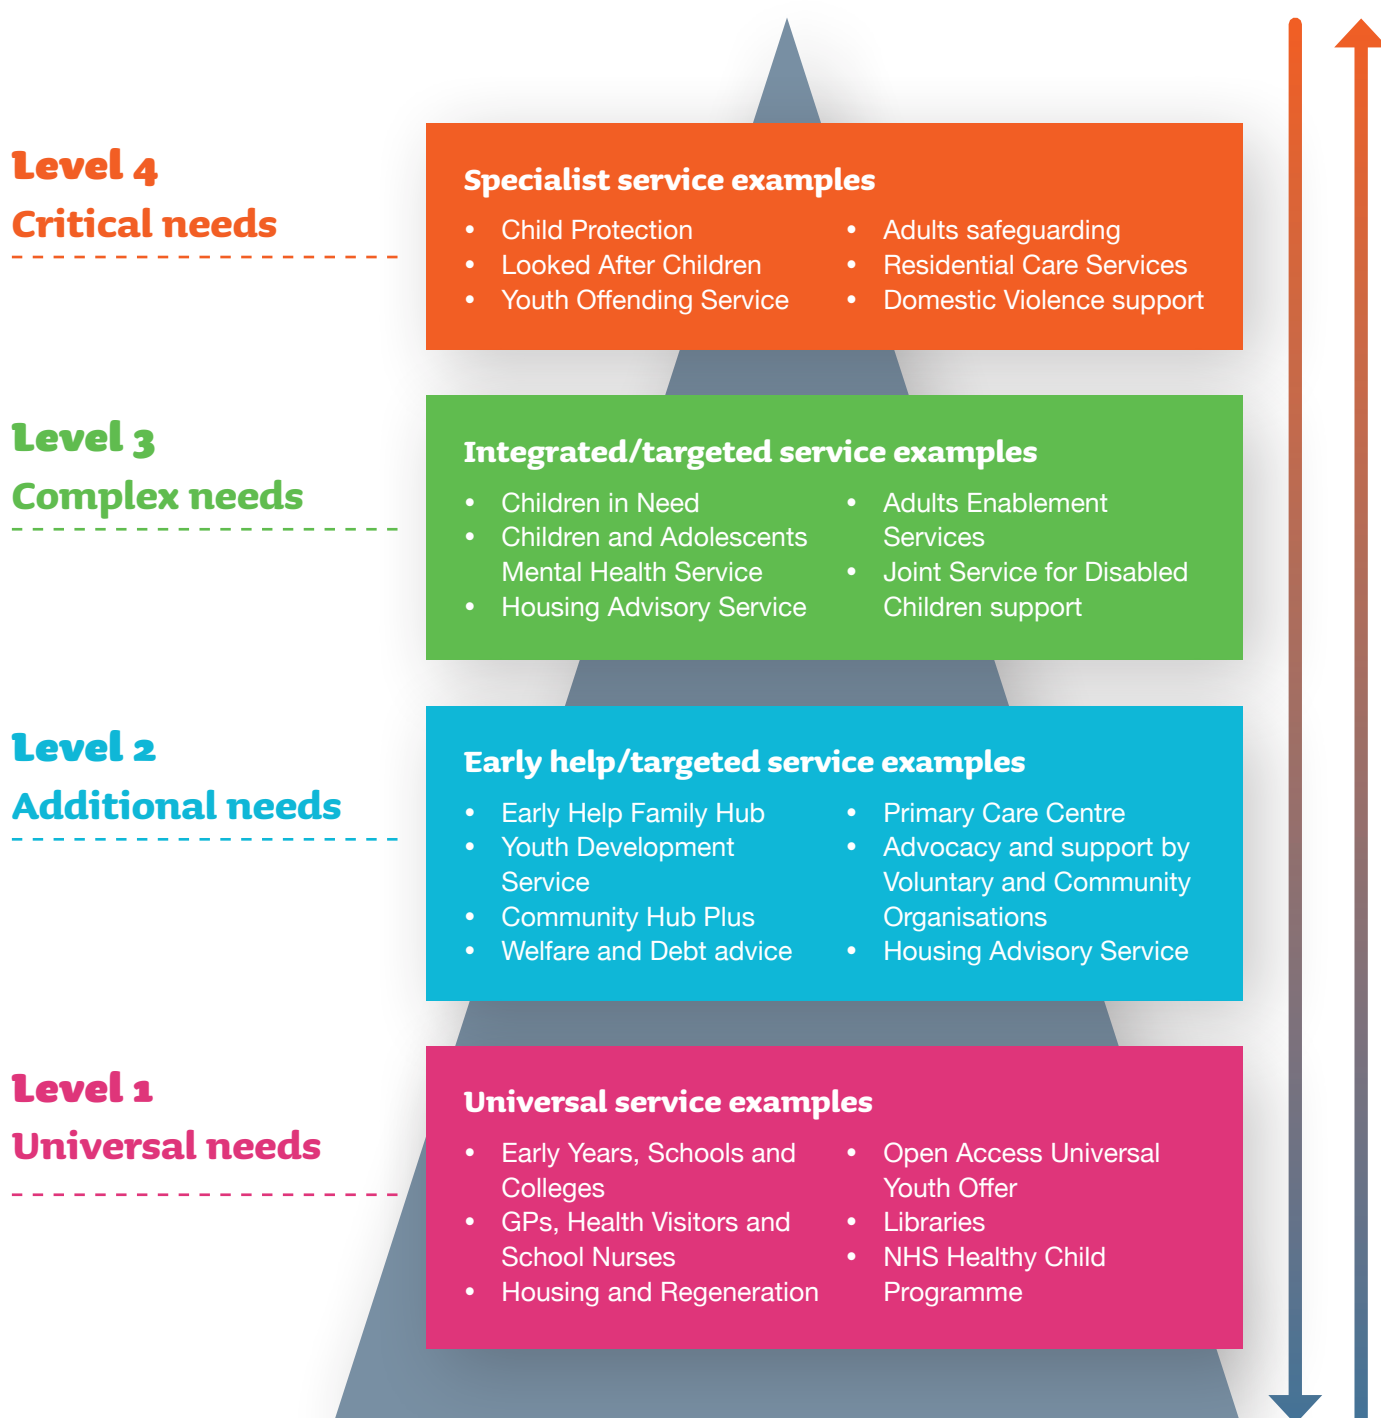 Level 4
Critical needs
Specialist service examples
• Child Protection
• Looked After Children
• Youth Offending Service
• Adults safeguarding
• Residential Care Services
• Domestic Violence support
Level 3
Complex needs
Integrated/targeted service examples
• Children in Need
• Children and Adolescents
Mental Health Service
• Housing Advisory Service
• Adults Enablement
Services
• Joint Service for Disabled
Children support
Level 2
Additional needs
Early help/targeted service examples
• Early Help Family Hub
• Youth Development
Service
• Community Hub Plus
• Welfare and Debt advice
• Primary Care Centre
• Advocacy and support by
Voluntary and Community
Organisations
• Housing Advisory Service
Level 1
Universal needs
Universal service examples
• Early Years, Schools and
Colleges
• GPs, Health Visitors and
School Nurses
• Housing and Regeneration
• Open Access Universal
Youth Offer
• Libraries
• NHS Healthy Child
Programme